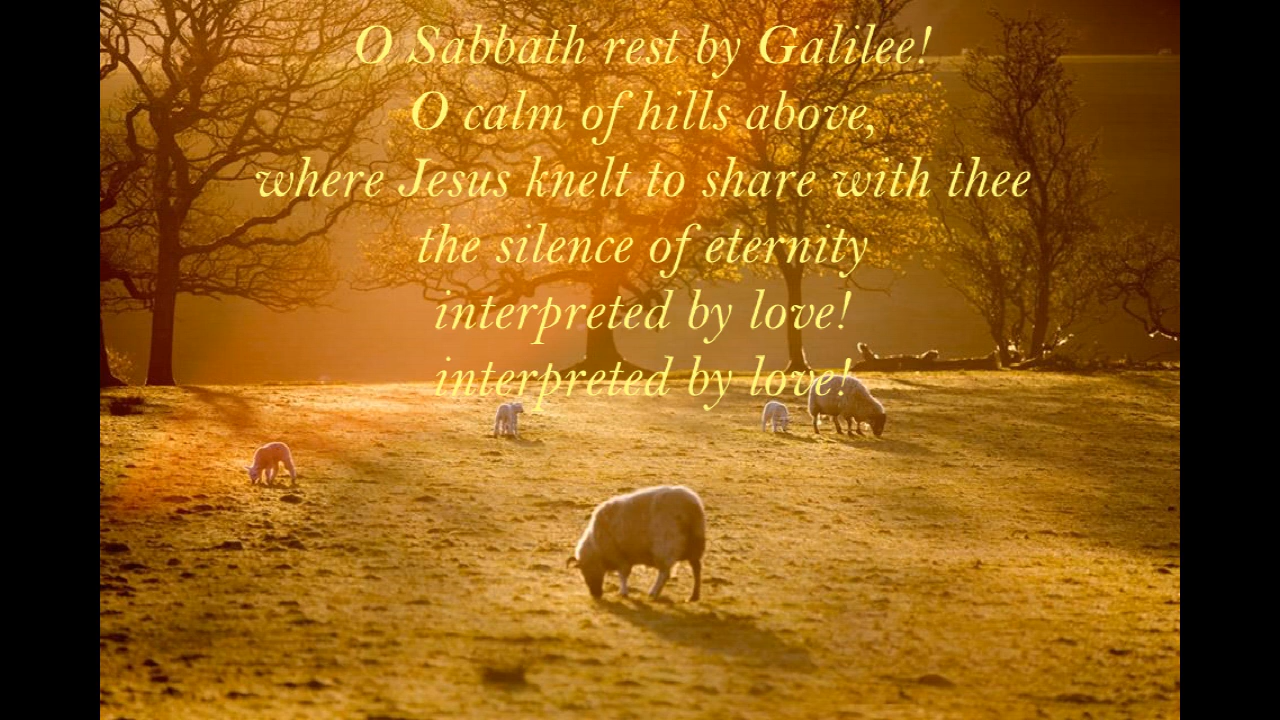 O Sabbath rest by Galilee!
O calm of hills above,
where Jesus knelt to share with thee
the silence of eternity
interpreted by love!
interpreted by love!